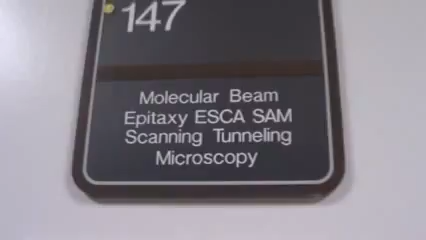 147
Molecular Beam
Epitaxy ESCA SAM
Scanning Tunneling
Microscopy